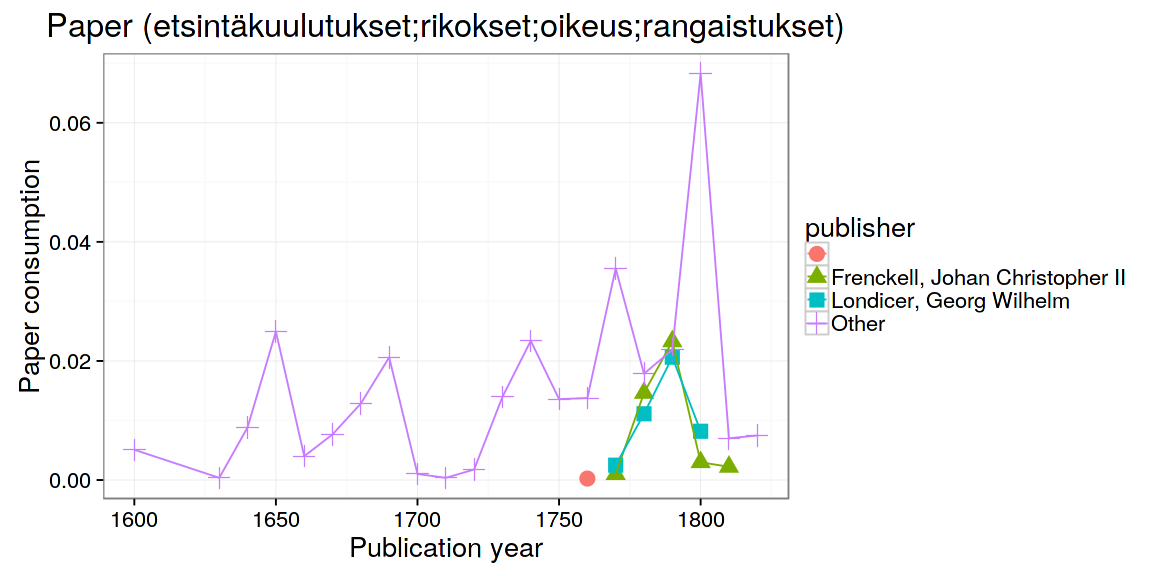 Paper (etsintäkuulutukset;rikokset;oikeus;rangaistukset)
Paper consumption
0.06
0.04
0.02
0.00
1600 1650 1700 1750 1800
Publication year
publisher
Frenckell, Johan Christopher II
Londicer, Georg Wilhelm
Other